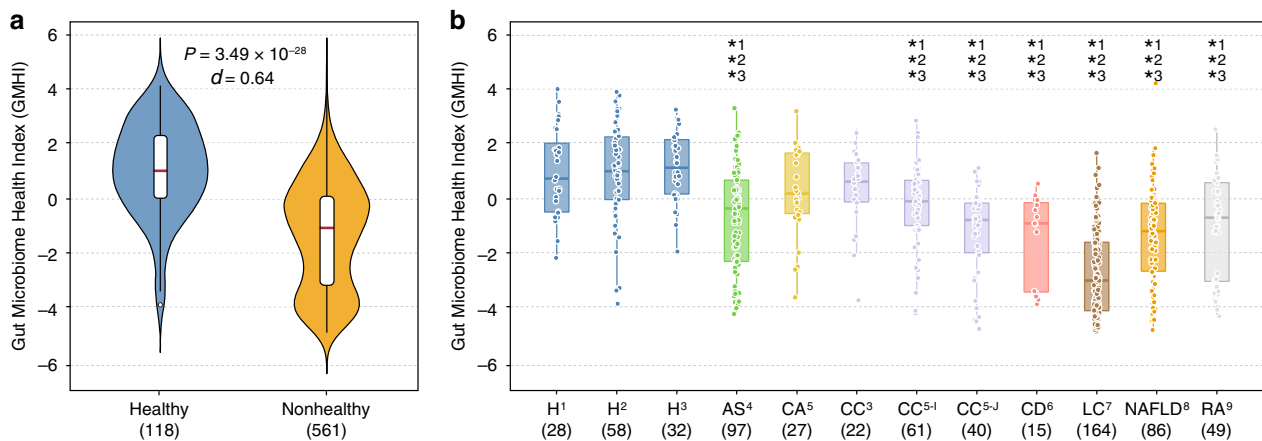 a
Gut Microbiome Health Index (GMHI)
6
4
2
0
−2
−4
−6
P = 3.49 × 10⁻²⁸
d = 0.64
Healthy
(118)
Nonhealthy
(561)
b
Gut Microbiome Health Index (GMHI)
6
4
2
0
−2
−4
−6
*1 *1 *1 *1 *1 *1 *1
*2 *2 *2 *2 *2 *2 *2
*3 *3 *3 *3 *3 *3 *3
H¹ H² H³ AS⁴ CA⁵ CC³ CC⁵⁻ᴵ CC⁵⁻ᴶ CD⁶ LC⁷ NAFLD⁸ RA⁹
(28) (58) (32) (97) (27) (22) (61) (40) (15) (164) (86) (49)